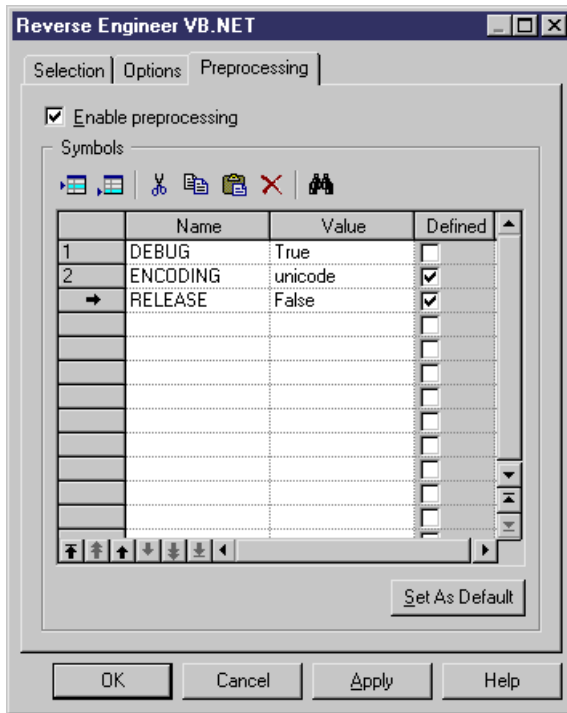 Reverse Engineer VB.NET
Selection Options Preprocessing
Enable preprocessing
Symbols
Name Value Defined
1 DEBUG True
2 ENCODING unicode
RELEASE False
Set As Default
OK Cancel Apply Help